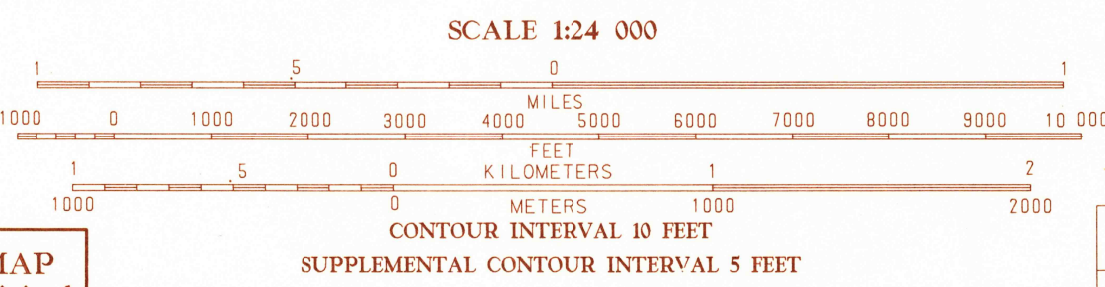 SCALE 1:24 000
1 .5 0 1
MILES
1000 0 1000 2000 3000 4000 5000 6000 7000 8000 9000 10 000
FEET
1 .5 0 KILOMETERS 1 2
1000 0 METERS 1000 2000
CONTOUR INTERVAL 10 FEET
SUPPLEMENTAL CONTOUR INTERVAL 5 FEET